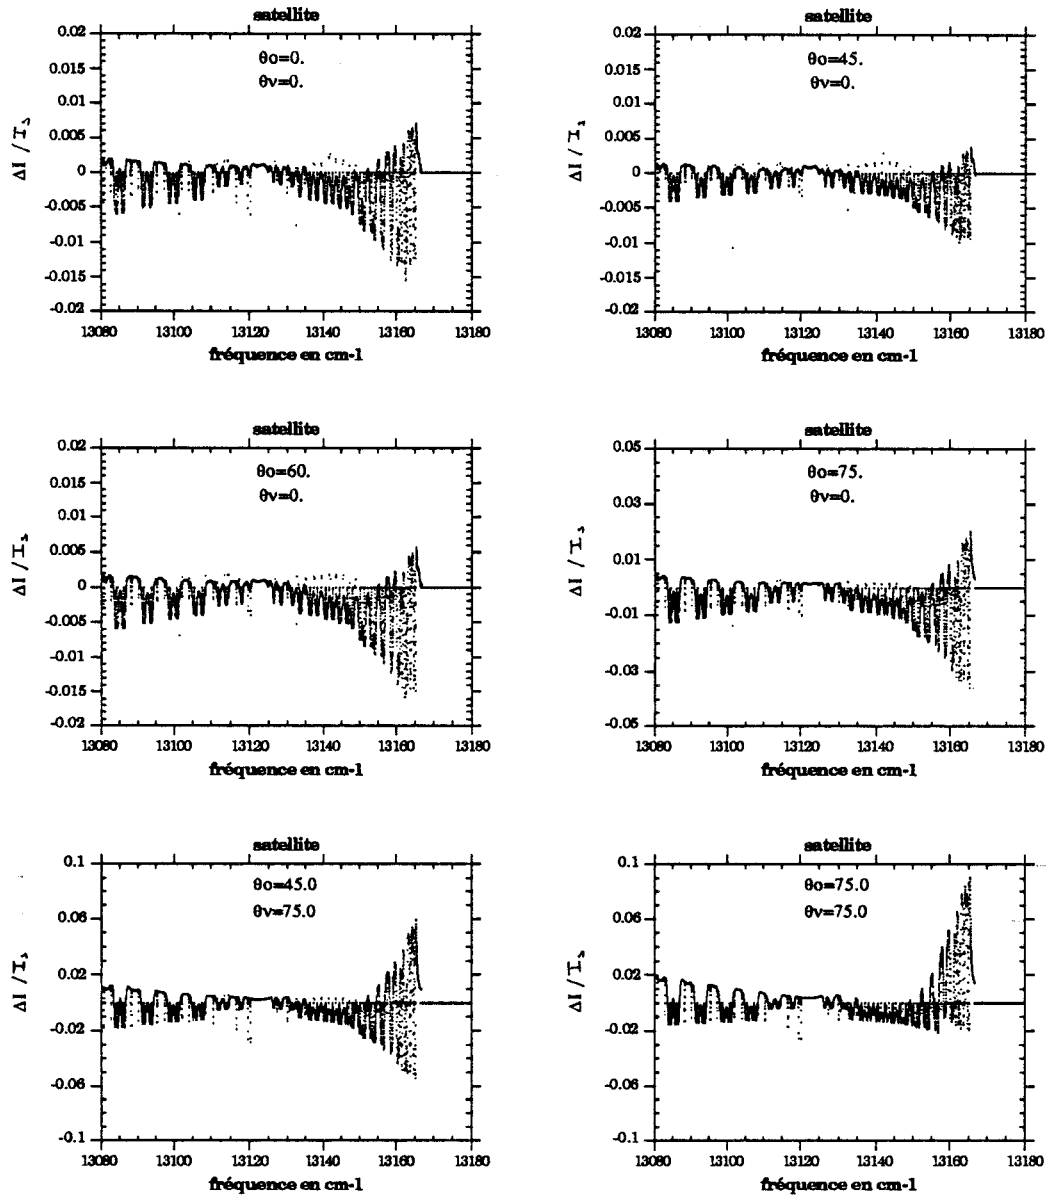 satellite
θo=0.
θv=0.
0.02
0.015
0.01
0.005
0
-0.005
-0.01
-0.015
-0.02
ΔI / I
13080 13100 13120 13140 13160 13180
fréquence en cm-1
satellite
θo=45.
θv=0.
0.02
0.015
0.01
0.005
0
-0.005
-0.01
-0.015
-0.02
ΔI / I
13080 13100 13120 13140 13160 13180
fréquence en cm-1
satellite
θo=60.
θv=0.
0.02
0.015
0.01
0.005
0
-0.005
-0.01
-0.015
-0.02
ΔI / I
13080 13100 13120 13140 13160 13180
fréquence en cm-1
satellite
θo=75.
θv=0.
0.05
0.03
0.01
-0.01
-0.03
-0.05
ΔI / I
13080 13100 13120 13140 13160 13180
fréquence en cm-1
satellite
θo=45.0
θv=75.0
0.1
0.06
0.02
-0.02
-0.06
-0.1
ΔI / I
13080 13100 13120 13140 13160 13180
fréquence en cm-1
satellite
θo=75.0
θv=75.0
0.1
0.06
0.02
-0.02
-0.06
-0.1
ΔI / I
13080 13100 13120 13140 13160 13180
fréquence en cm-1